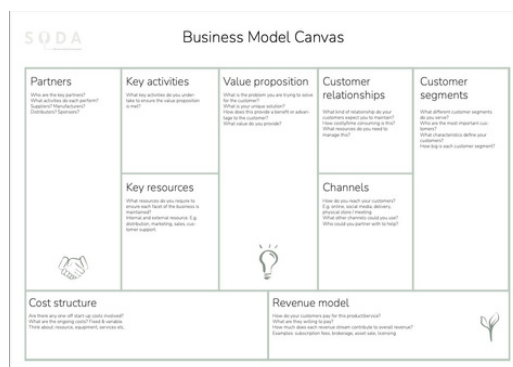 SODA
Business Model Canvas
Partners
Who are the key partners?
What activities do each perform?
Suppliers? Manufacturers?
Distributors? Sponsors?
Key activities
What key activities do you under-
take to ensure the value proposition
is met?
Key resources
What resources do you require to
ensure each facet of the business is
maintained?
Internal and external resource. E.g.
distribution, marketing, sales, cus-
tomer support.
Value proposition
What is the problem you are trying to solve
for the customer?
What is your unique solution?
How does this provide a benefit or advan-
tage to the customer?
What value do you provide?
Customer
relationships
What kind of relationship do your
customers expect you to maintain?
How costly/time consuming is this?
What resources do you need to
manage this?
Channels
How do you reach your customers?
E.g. online, social media, delivery,
physical store / meeting
What other channels could you use?
Who could you partner with to help?
Customer
segments
What different customer segments
do you serve?
Who are the most important cus-
tomers?
What characteristics define your
customers?
How big is each customer segment?
Cost structure
Are there any one-off start-up costs involved?
What are the ongoing costs? Fixed & variable.
Think about: resource, equipment, services etc.
Revenue model
How do your customers pay for this product/service?
What are they willing to pay?
How much does each revenue stream contribute to overall revenue?
Examples: subscription fees, brokerage, asset sale, licensing